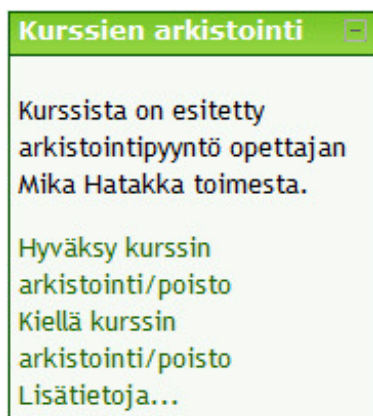 Kurssien arkistointi
Kurssista on esitetty
arkistointipyyntö opettajan
Mika Hatakka toimesta.
Hyväksy kurssin
arkistointi/poisto
Kiellä kurssin
arkistointi/poisto
Lisätietoja...